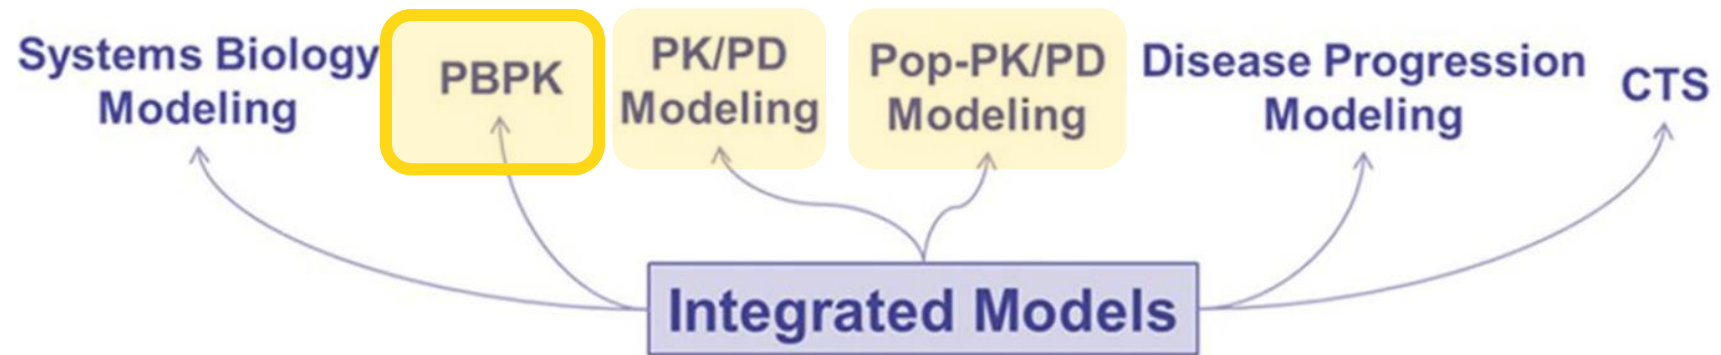 Systems Biology
Modeling
PBPK
PK/PD
Modeling
Pop-PK/PD
Modeling
Disease Progression
Modeling
CTS
Integrated Models